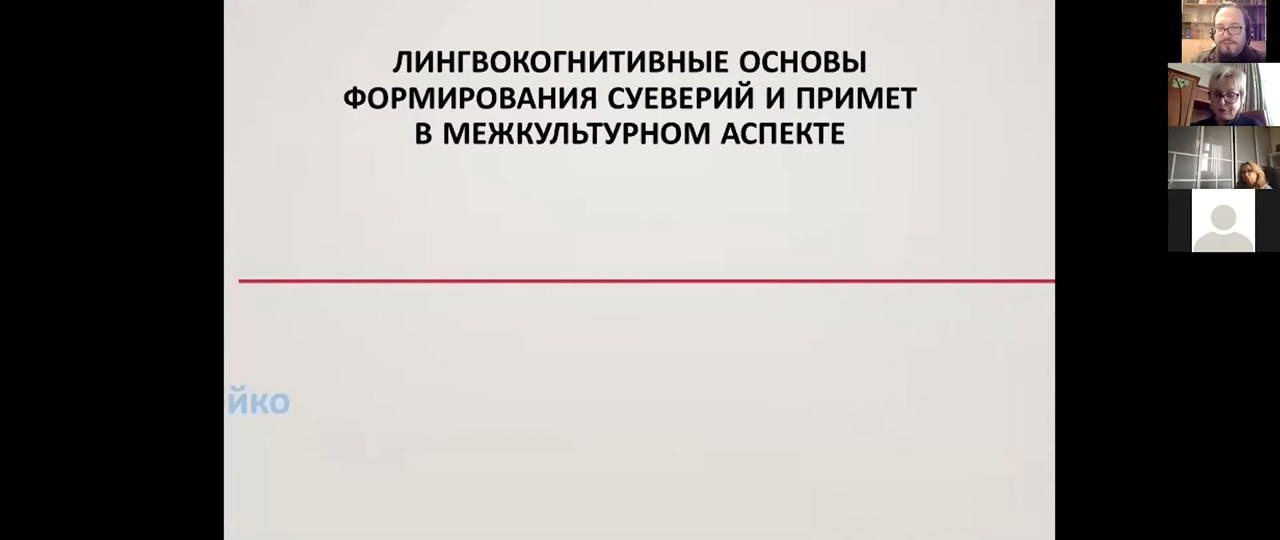 ЛИНГВОКОГНИТИВНЫЕ ОСНОВЫ
ФОРМИРОВАНИЯ СУЕВЕРИЙ И ПРИМЕТ
В МЕЖКУЛЬТУРНОМ АСПЕКТЕ
йко